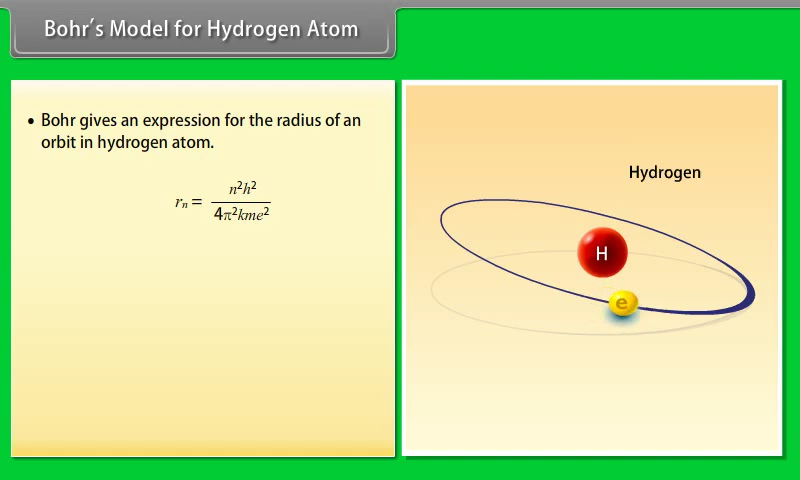 Bohr's Model for Hydrogen Atom
• Bohr gives an expression for the radius of an
orbit in hydrogen atom.
rₙ = n²h² / 4π²kme²
Hydrogen
H
e